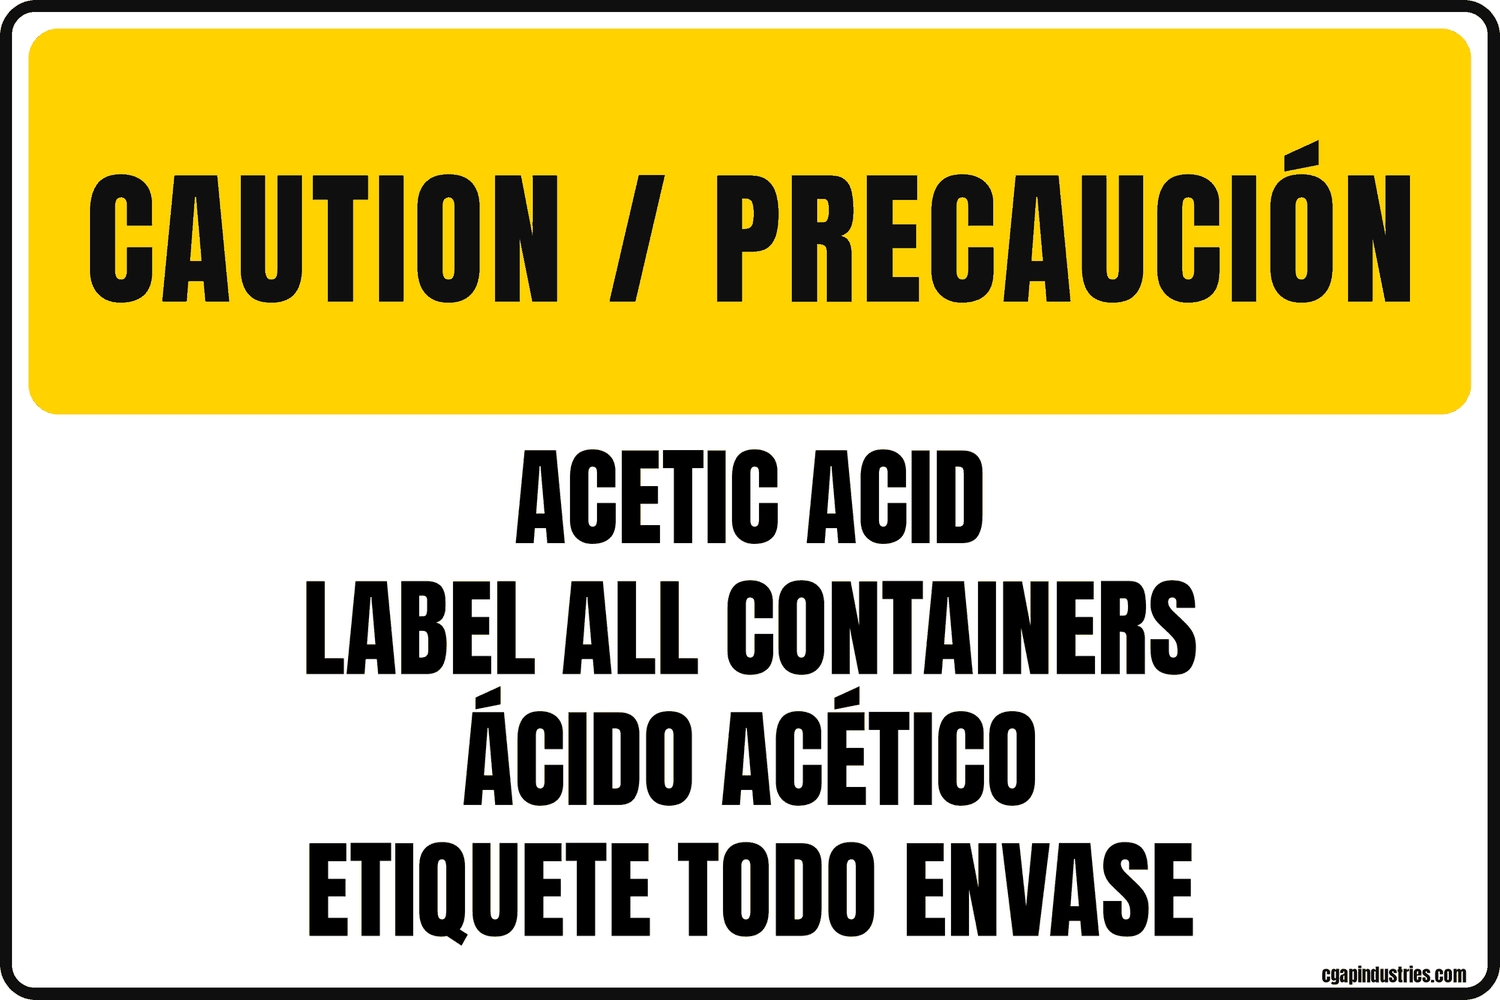 CAUTION / PRECAUCIÓN
ACETIC ACID
LABEL ALL CONTAINERS
ÁCIDO ACÉTICO
ETIQUETE TODO ENVASE
cgapindustries.com